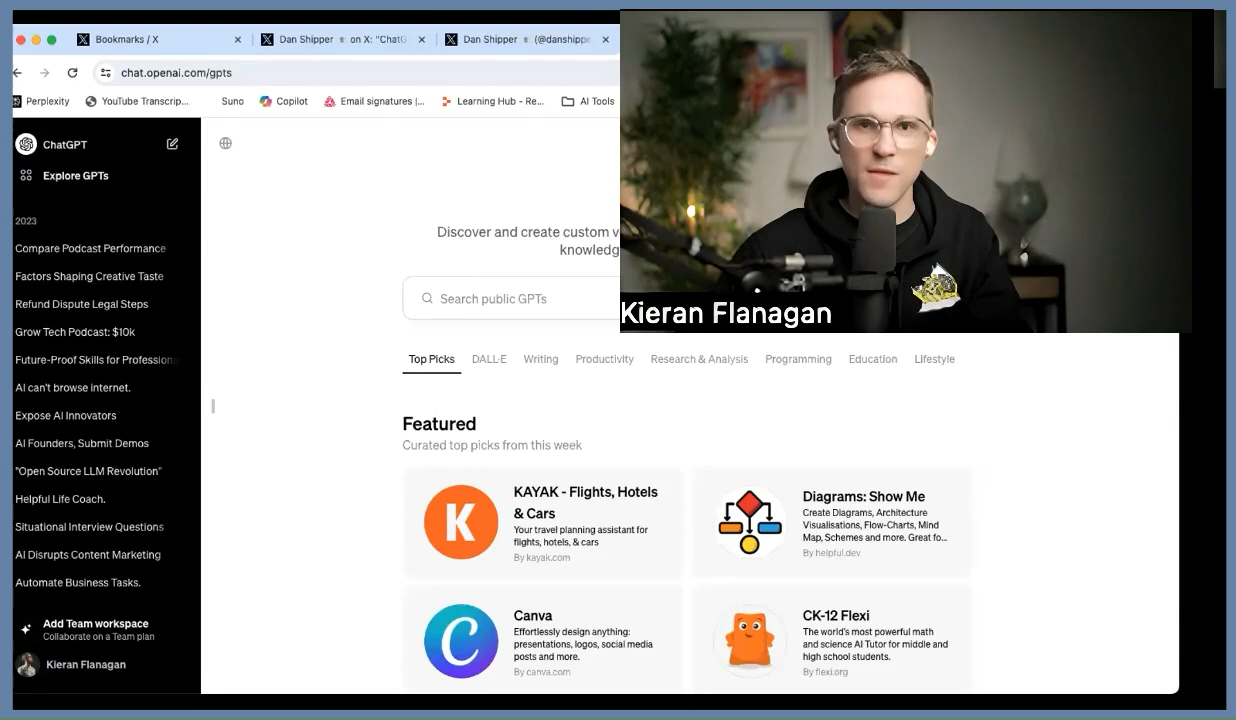 Bookmarks / X
Dan Shipper on X: "ChatG
Dan Shipper (@danshippe
chat.openai.com/gpts
Perplexity
YouTube Transcrip...
Suno
Copilot
Email signatures |...
Learning Hub - Re...
AI Tools
ChatGPT
Explore GPTs
2023
Compare Podcast Performance
Factors Shaping Creative Taste
Refund Dispute Legal Steps
Grow Tech Podcast: $10k
Future-Proof Skills for Profession
AI can't browse internet.
Expose AI Innovators
AI Founders, Submit Demos
"Open Source LLM Revolution"
Helpful Life Coach.
Situational Interview Questions
AI Disrupts Content Marketing
Automate Business Tasks.
Add Team workspace
Collaborate on a Team plan
Kieran Flanagan
Discover and create custom v
knowledg
Search public GPTs
Kieran Flanagan
Top Picks
DALL·E
Writing
Productivity
Research & Analysis
Programming
Education
Lifestyle
Featured
Curated top picks from this week
K
KAYAK - Flights, Hotels
& Cars
Your travel planning assistant for
flights, hotels, & cars
By kayak.com
Diagrams: Show Me
Create Diagrams, Architecture
Visualisations, Flow-Charts, Mind
Map, Schemes and more. Great fo...
By helpful.dev
C
Canva
Effortlessly design anything:
presentations, logos, social media
posts and more.
By canva.com
CK-12 Flexi
The world's most powerful math
and science AI Tutor for middle and
high school students.
By flexi.org